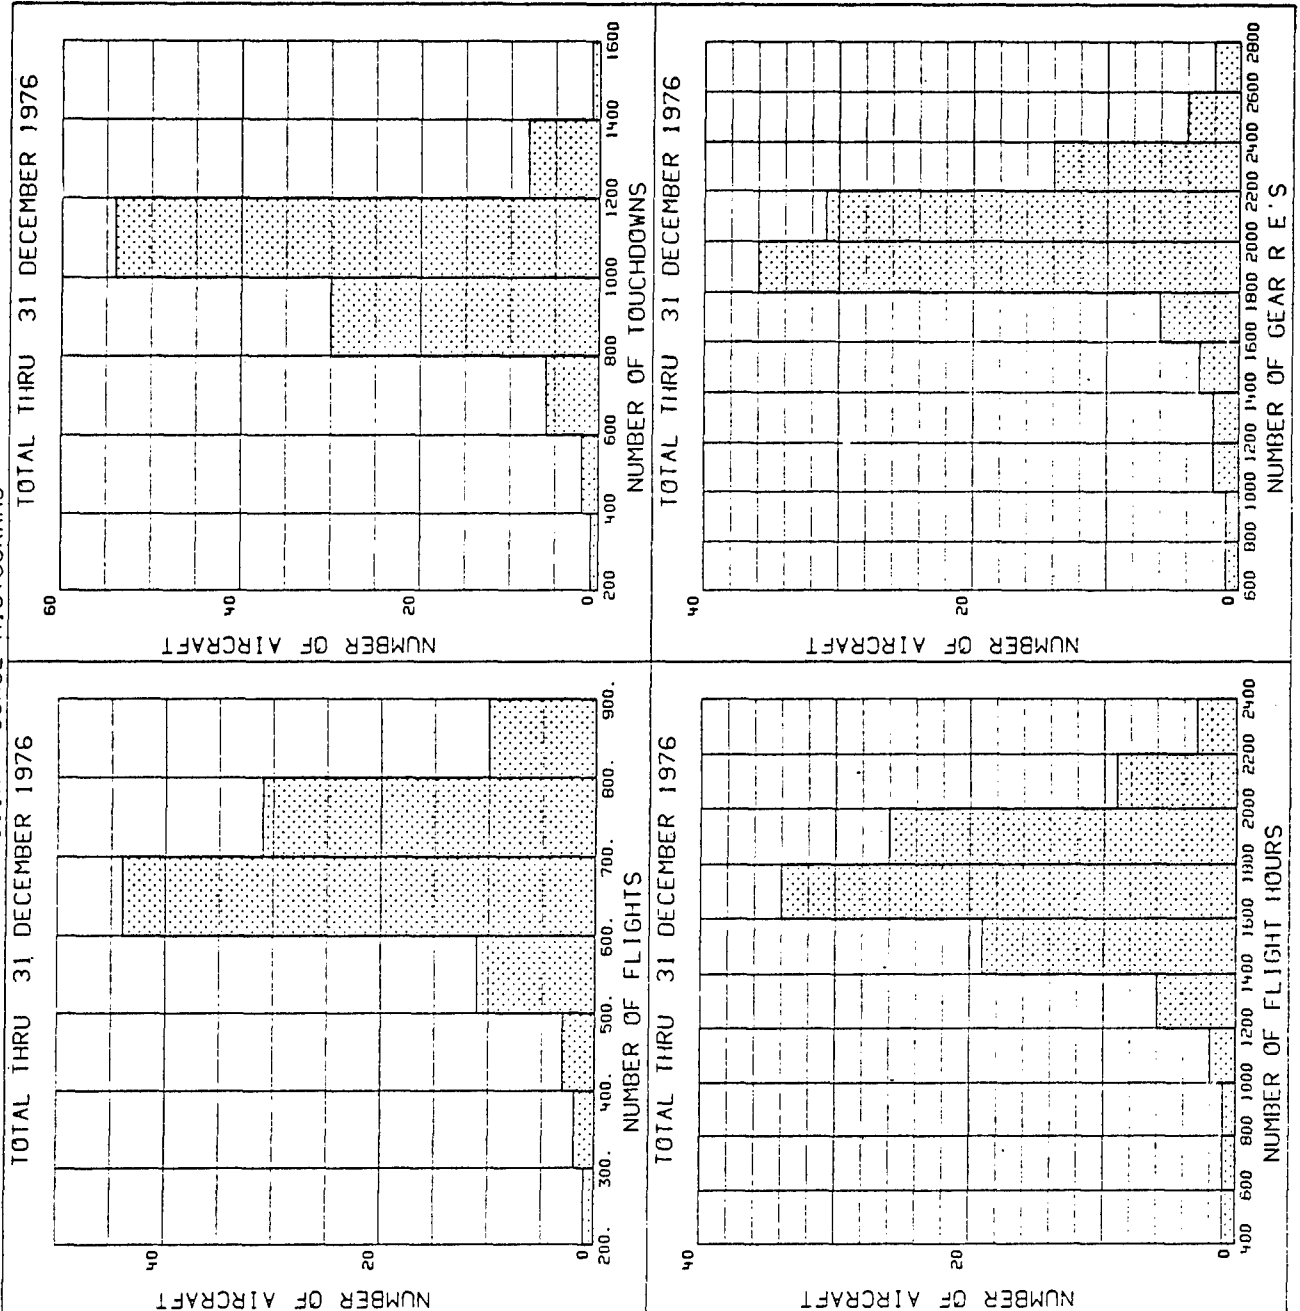 TOTAL THRU 31 DECEMBER 1976
NUMBER OF AIRCRAFT
40
20
0
200. 300. 400. 500. 600. 700. 800. 900.
NUMBER OF FLIGHTS
TOTAL THRU 31 DECEMBER 1976
NUMBER OF AIRCRAFT
60
40
20
0
200 400 600 800 1000 1200 1400 1600
NUMBER OF TOUCHDOWNS
TOTAL THRU 31 DECEMBER 1976
NUMBER OF AIRCRAFT
40
20
0
400 600 800 1000 1200 1400 1600 1800 2000 2200 2400
NUMBER OF FLIGHT HOURS
TOTAL THRU 31 DECEMBER 1976
NUMBER OF AIRCRAFT
40
20
0
600 800 1000 1200 1400 1600 1800 2000 2200 2400 2600 2800
NUMBER OF GEAR R E'S